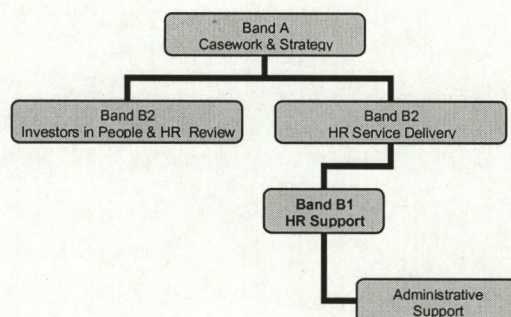 Band A
Casework & Strategy
Band B2
Investors in People & HR Review
Band B2
HR Service Delivery
Band B1
HR Support
Administrative
Support